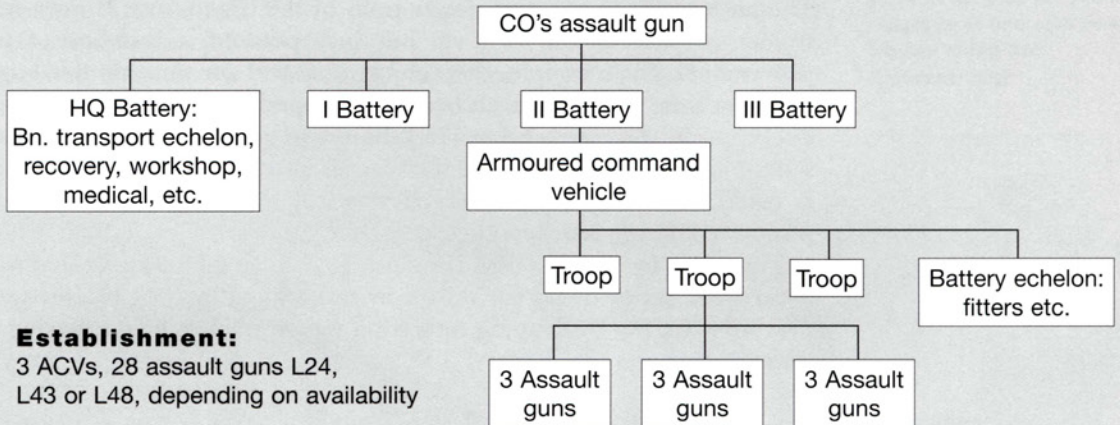 CO's assault gun
HQ Battery:
Bn. transport echelon,
recovery, workshop,
medical, etc.
I Battery
II Battery
III Battery
Armoured command
vehicle
Troop
Troop
Troop
Battery echelon:
fitters etc.
3 Assault
guns
3 Assault
guns
3 Assault
guns
Establishment:
3 ACVs, 28 assault guns L24,
L43 or L48, depending on availability